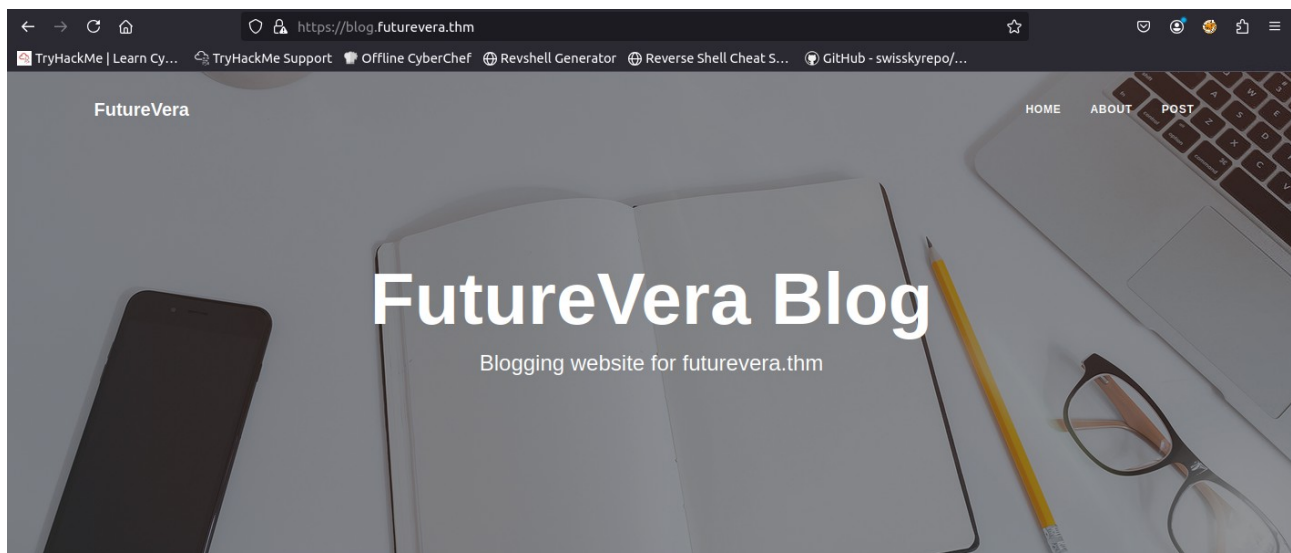 https://blog.futurevera.thm
TryHackMe | Learn Cy... TryHackMe Support Offline CyberChef Revshell Generator Reverse Shell Cheat S... GitHub - swisskyrepo/...
FutureVera HOME ABOUT POST
FutureVera Blog
Blogging website for futurevera.thm